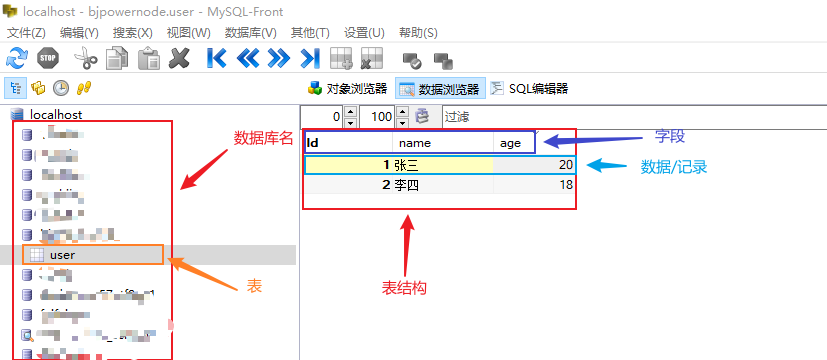 localhost - bjpowernode.user - MySQL-Front
文件(Z) 编辑(Y) 搜索(X) 视图(W) 数据库(V) 其他(T) 设置(U) 帮助(S)
STOP
对象浏览器 数据浏览器 SQL编辑器
localhost
0 100 过滤
数据库名
字段
Id name age
1 张三 20
数据/记录
2 李四 18
user
表
表结构